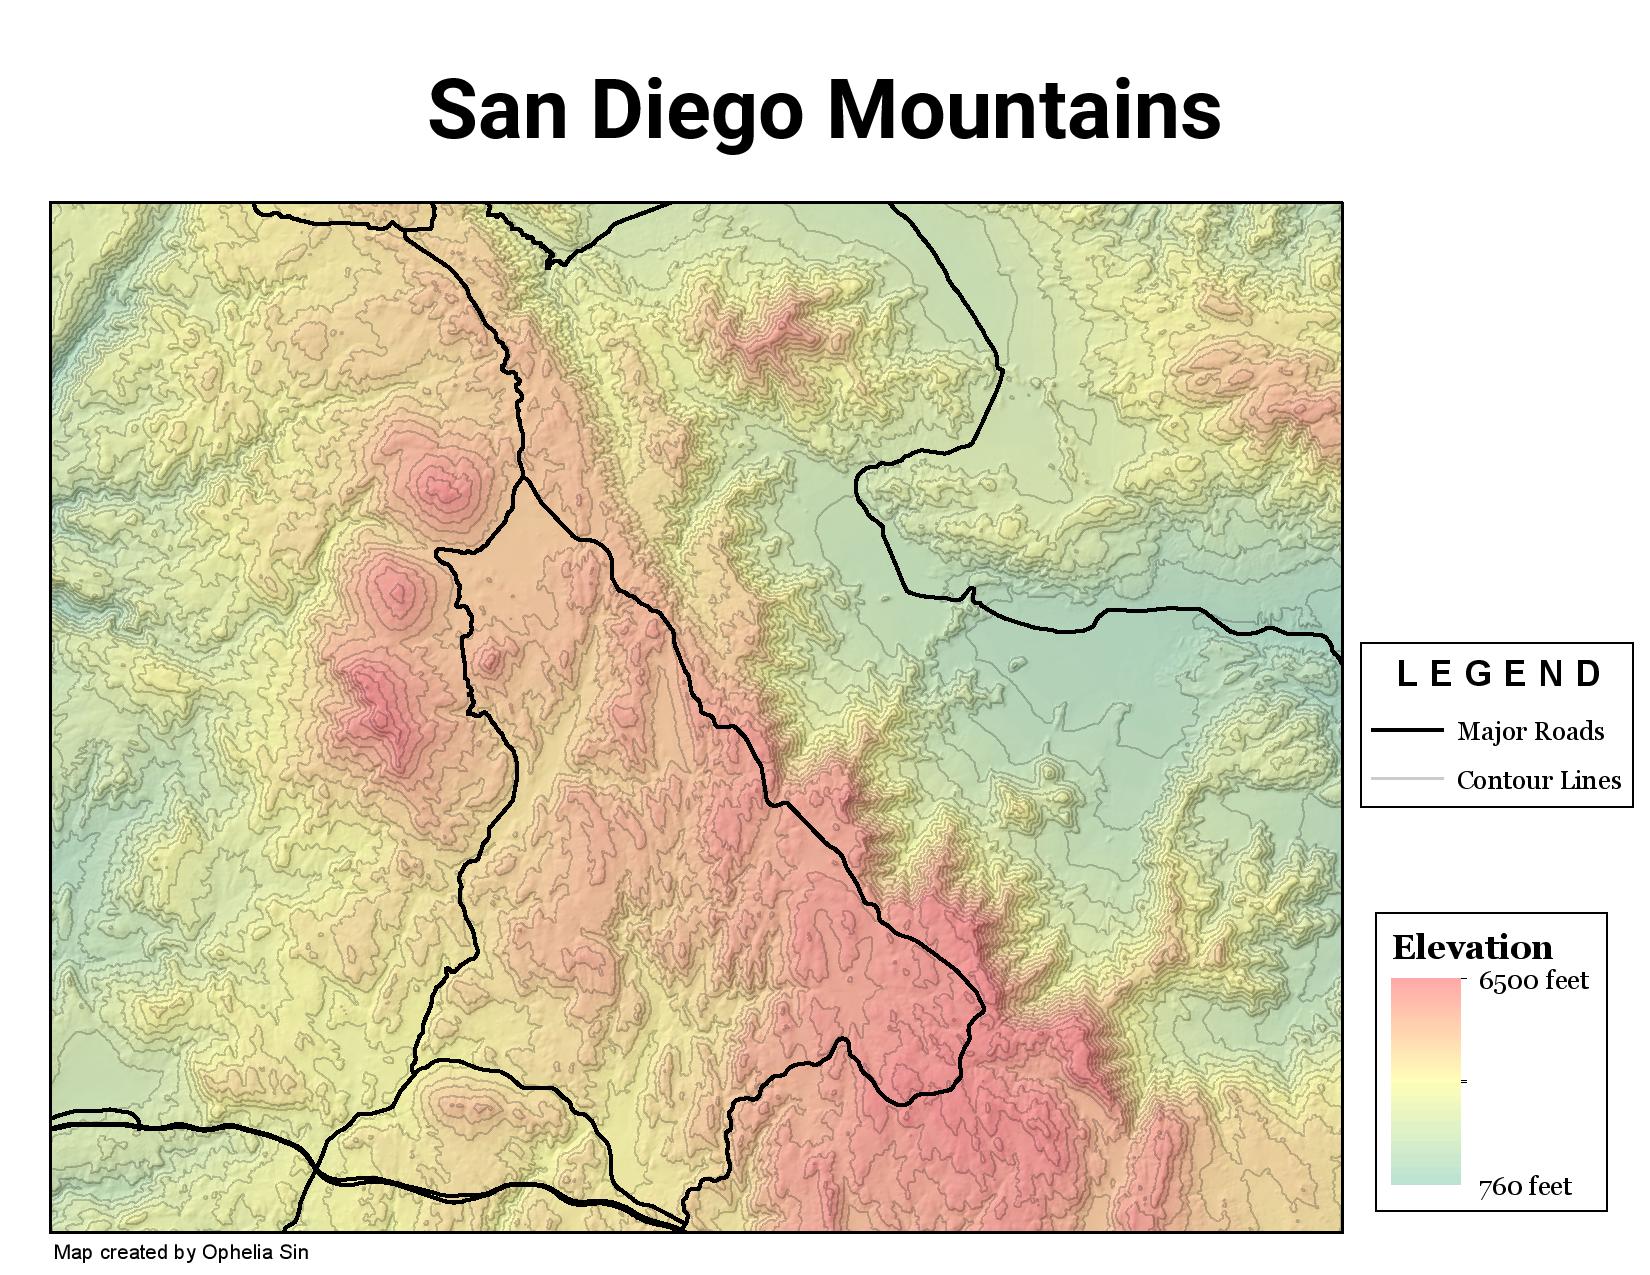 San Diego Mountains
LEGEND
Major Roads
Contour Lines
Elevation
6500 feet
760 feet
Map created by Ophelia Sin